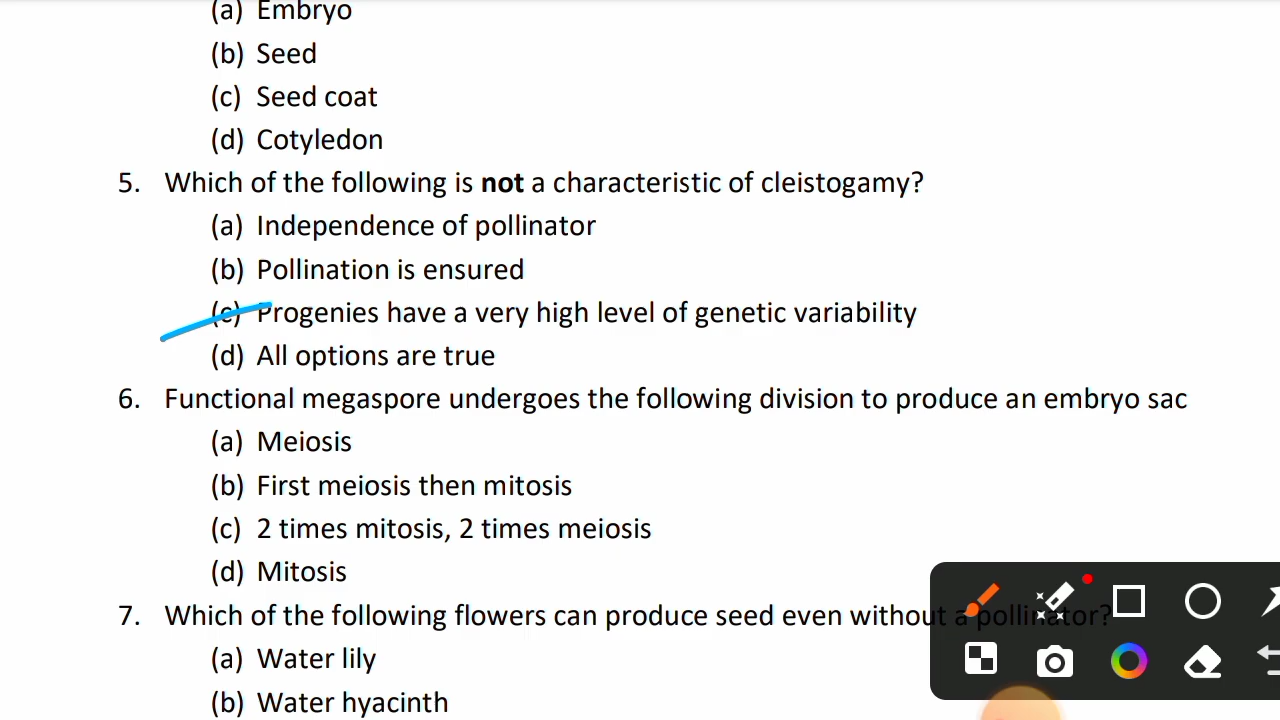 (a) Embryo
(b) Seed
(c) Seed coat
(d) Cotyledon
5. Which of the following is not a characteristic of cleistogamy?
(a) Independence of pollinator
(b) Pollination is ensured
(c) Progenies have a very high level of genetic variability
(d) All options are true
6. Functional megaspore undergoes the following division to produce an embryo sac
(a) Meiosis
(b) First meiosis then mitosis
(c) 2 times mitosis, 2 times meiosis
(d) Mitosis
7. Which of the following flowers can produce seed even without a pollinator?
(a) Water lily
(b) Water hyacinth